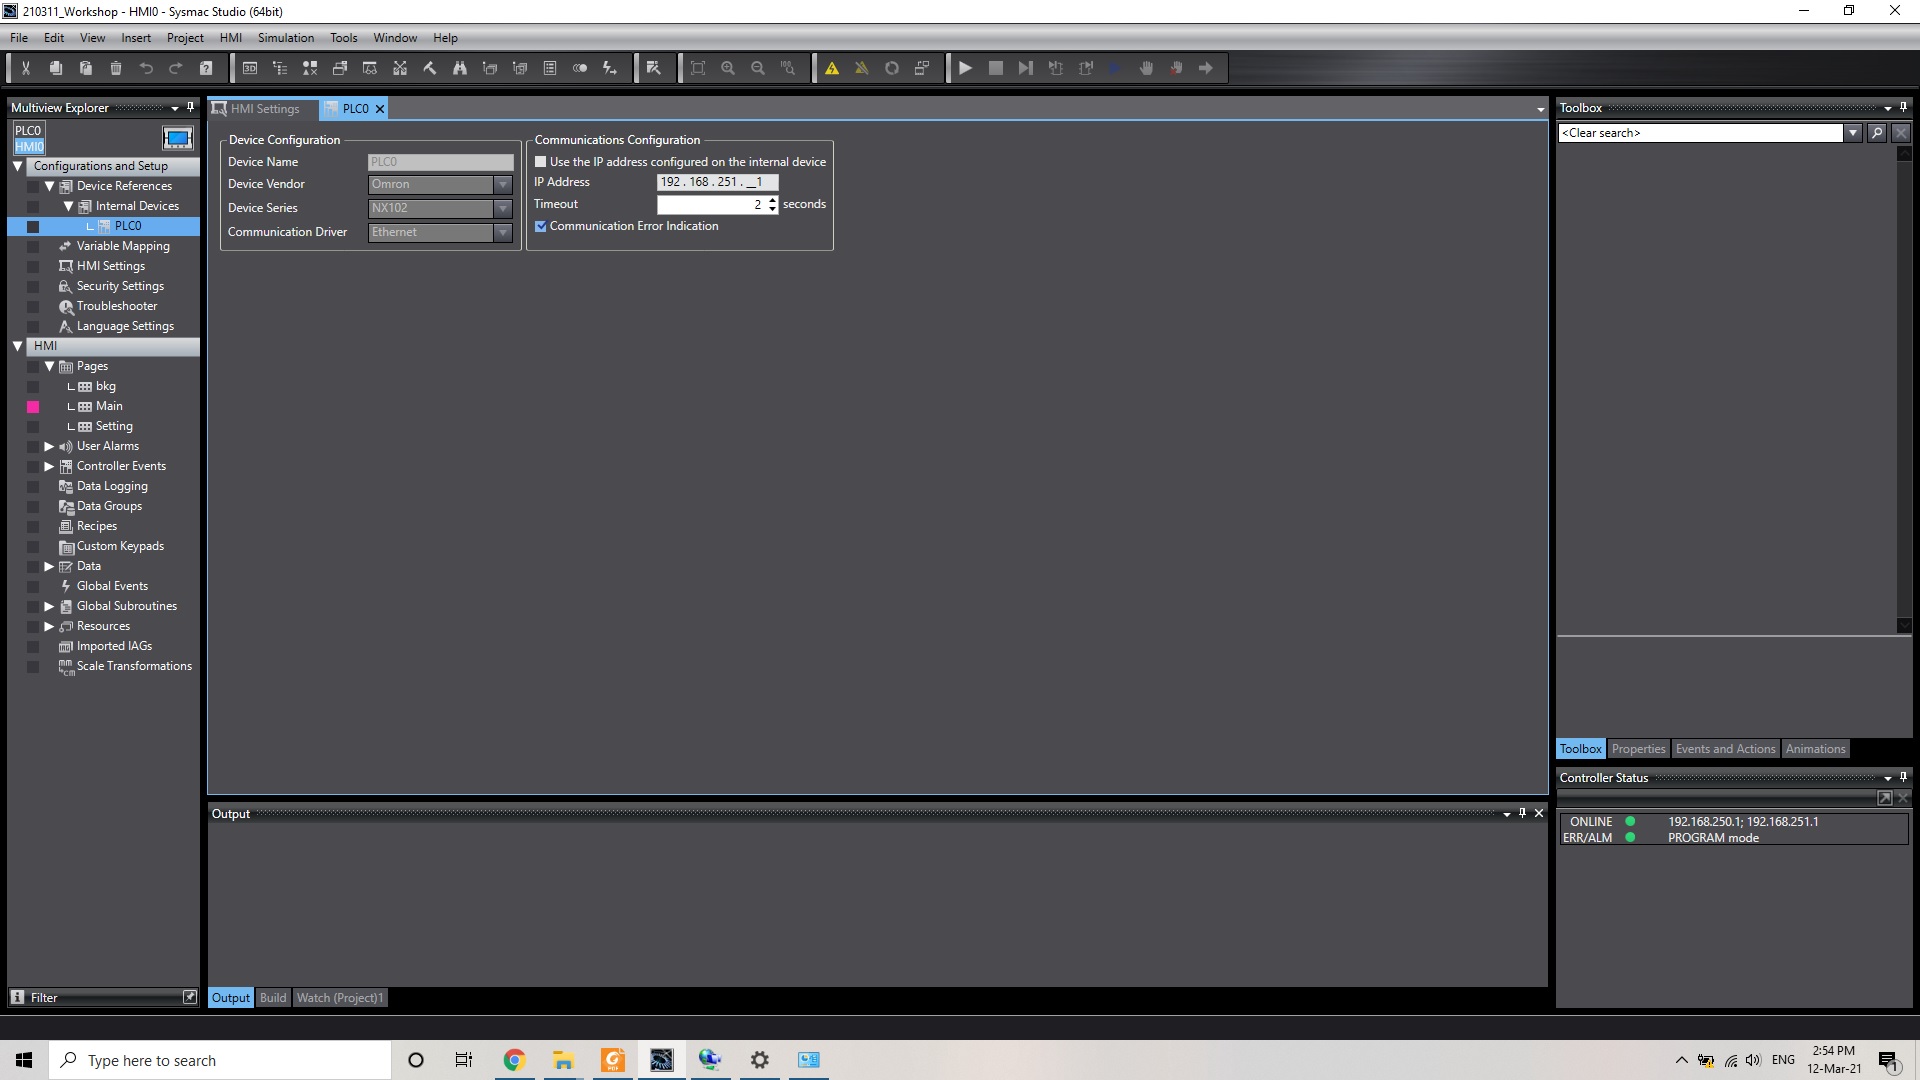 210311_Workshop - HMI0 - Sysmac Studio (64bit)
File Edit View Insert Project HMI Simulation Tools Window Help
Multiview Explorer
PLC0
HMI0
Configurations and Setup
Device References
Internal Devices
PLC0
Variable Mapping
HMI Settings
Security Settings
Troubleshooter
Language Settings
HMI
Pages
bkg
Main
Setting
User Alarms
Controller Events
Data Logging
Data Groups
Recipes
Custom Keypads
Data
Global Events
Global Subroutines
Resources
Imported IAGs
Scale Transformations
Filter
HMI Settings PLC0
Device Configuration
Device Name PLC0
Device Vendor Omron
Device Series NX102
Communication Driver Ethernet
Communications Configuration
Use the IP address configured on the internal device
IP Address 192.168.251.__1
Timeout 2 seconds
Communication Error Indication
Output
Output Build Watch (Project)1
Toolbox
<Clear search>
Toolbox Properties Events and Actions Animations
Controller Status
ONLINE 192.168.250.1; 192.168.251.1
ERR/ALM PROGRAM mode
Type here to search
ENG
2:54 PM
12-Mar-21
1